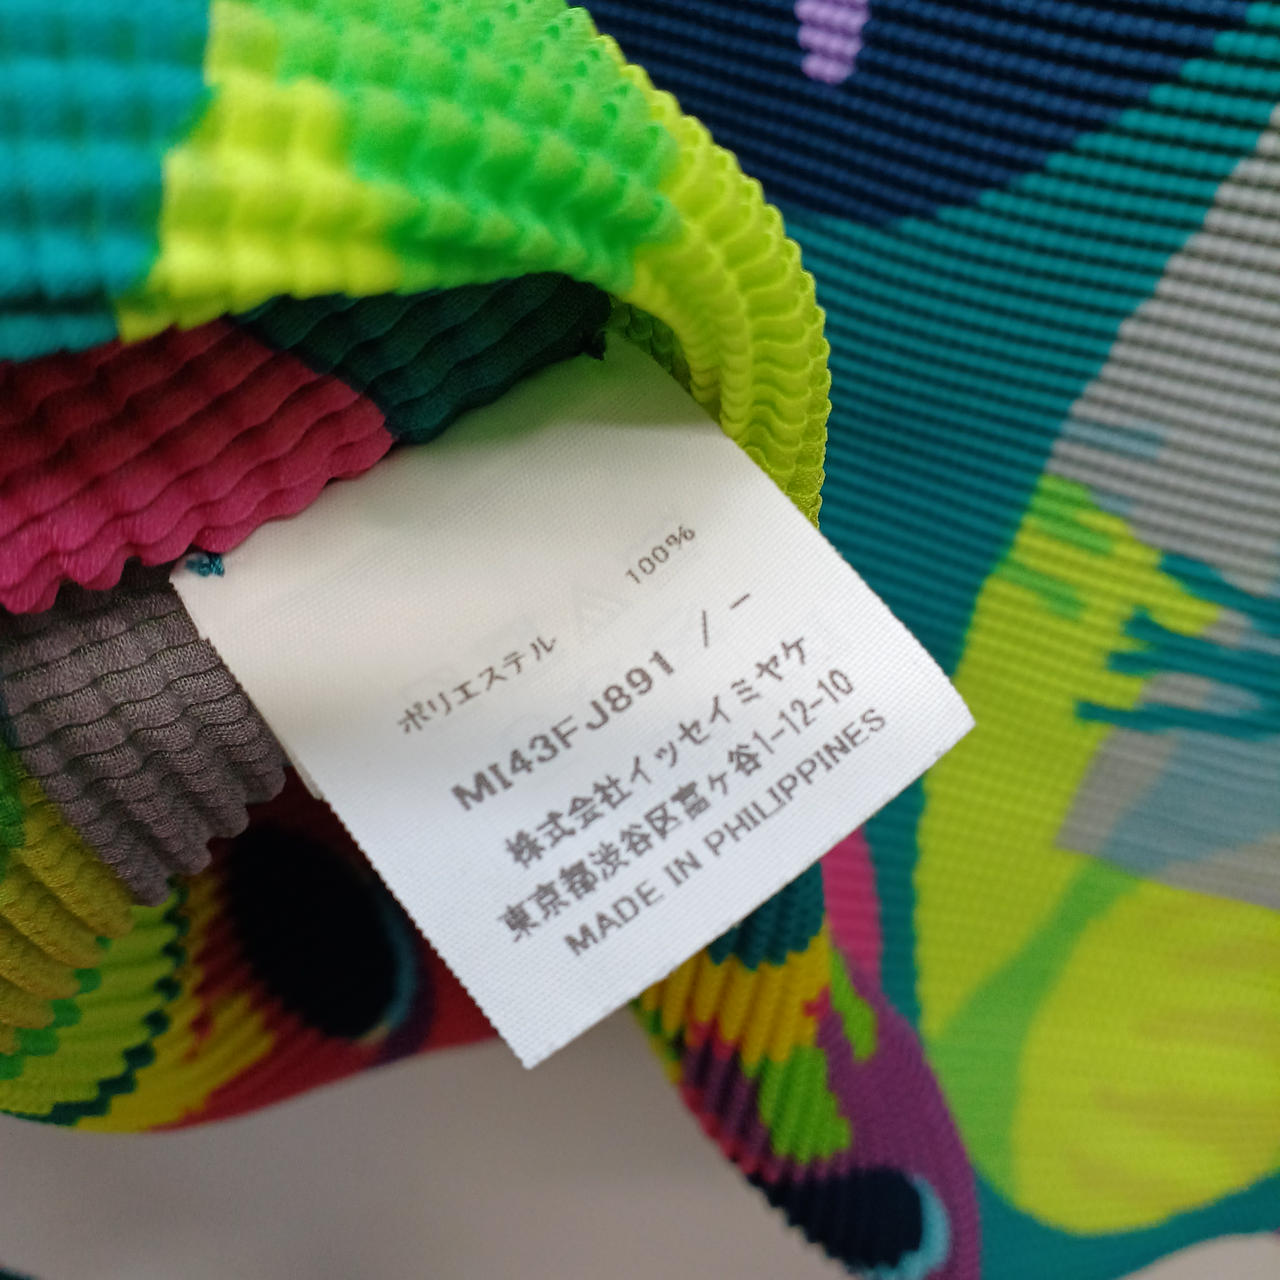 ポリエステル 100%
MI43FJ891 / -
株式会社イッセイミヤケ
東京都渋谷区富ヶ谷1-12-10
MADE IN PHILIPPINES